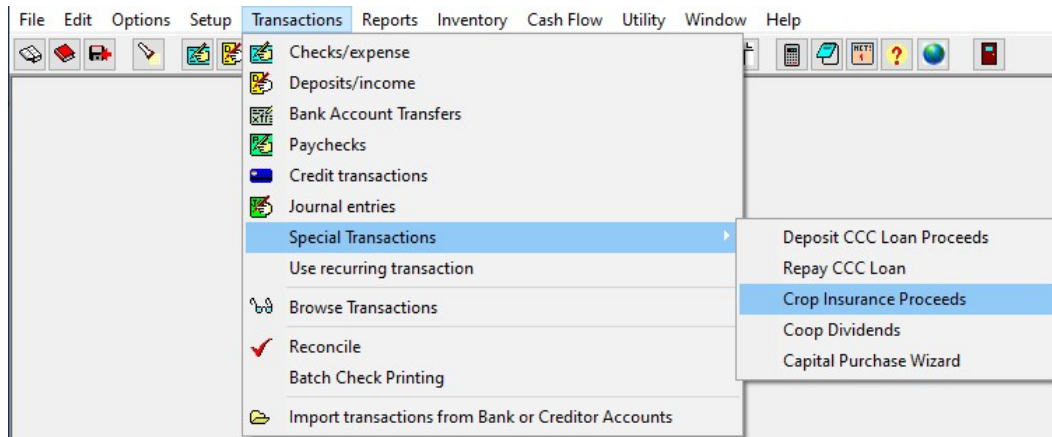 File Edit Options Setup Transactions Reports Inventory Cash Flow Utility Window Help
Checks/expense
Deposits/income
Bank Account Transfers
Paychecks
Credit transactions
Journal entries
Special Transactions
Deposit CCC Loan Proceeds
Use recurring transaction
Repay CCC Loan
Browse Transactions
Crop Insurance Proceeds
Coop Dividends
Reconcile
Capital Purchase Wizard
Batch Check Printing
Import transactions from Bank or Creditor Accounts